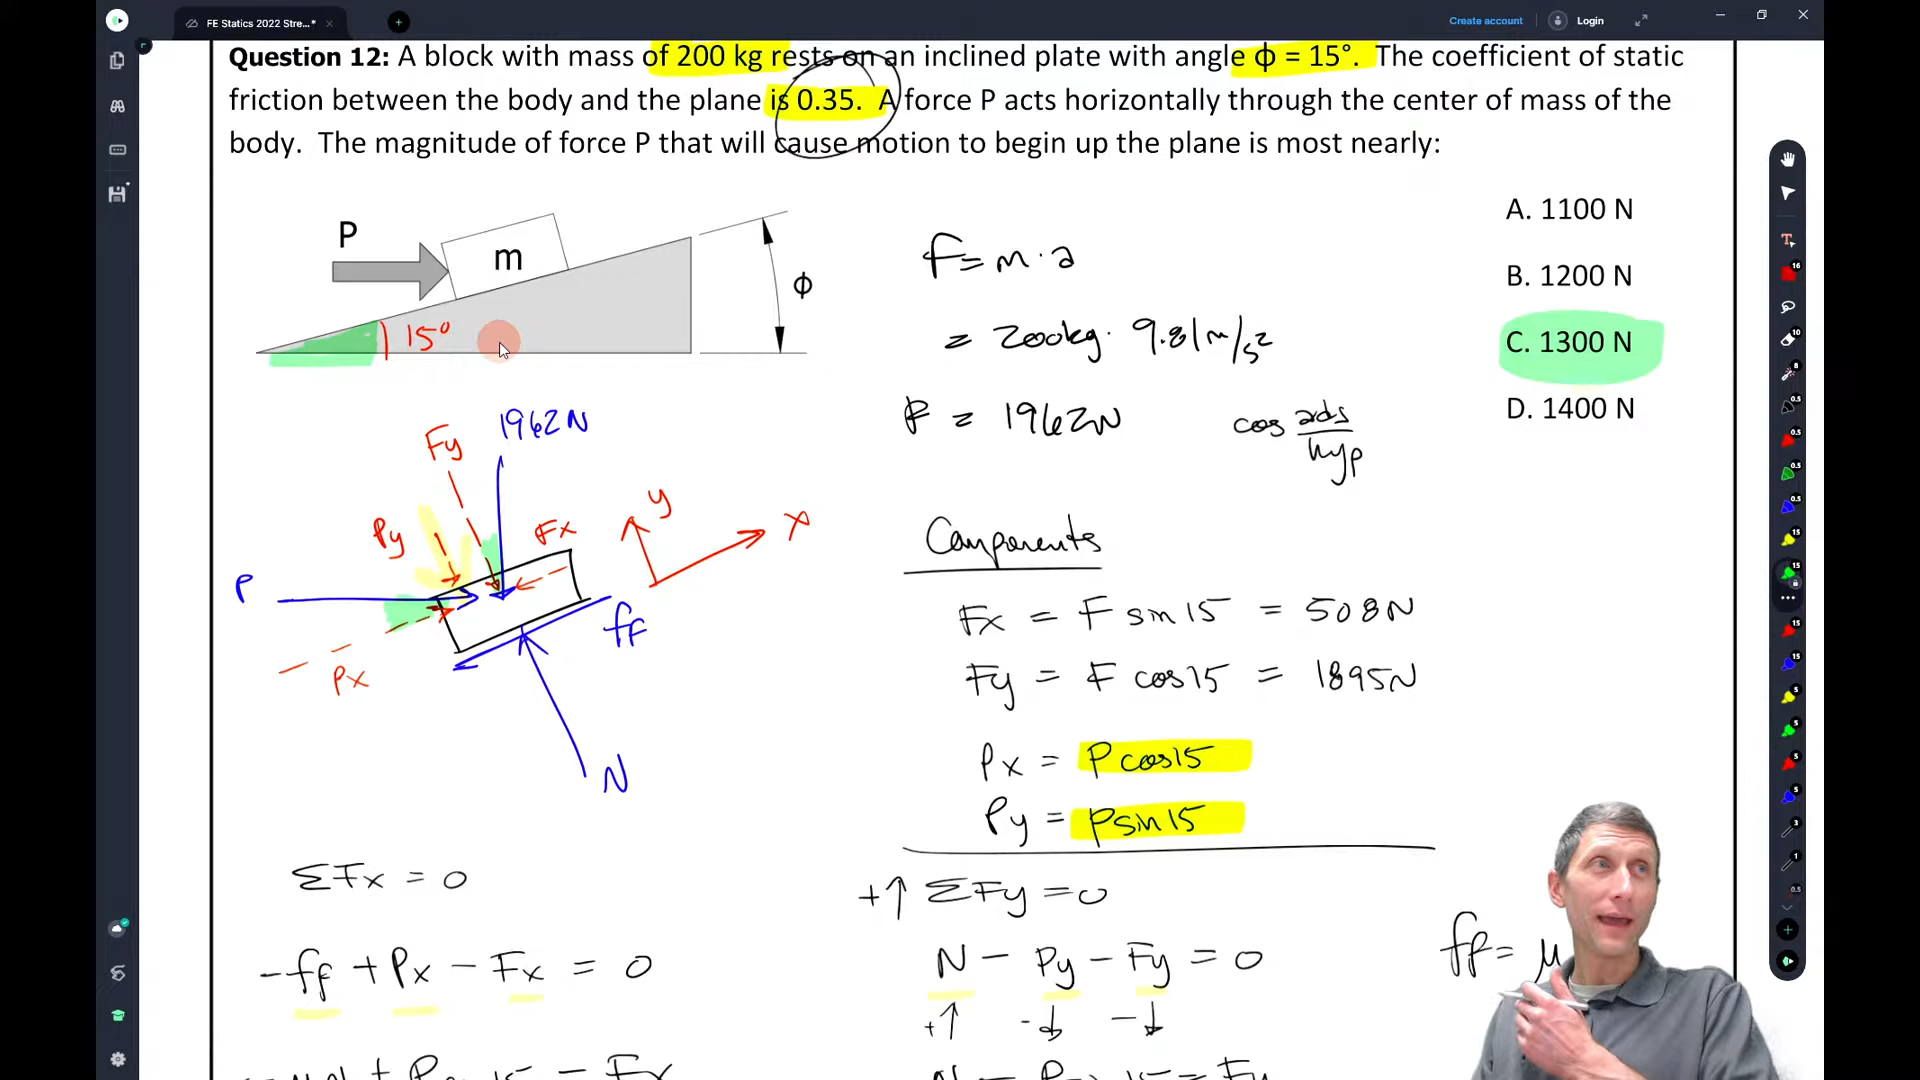 FE Statics 2022 Stre...*
Create account
Login
Question 12: A block with mass of 200 kg rests on an inclined plate with angle ϕ = 15°. The coefficient of static
friction between the body and the plane is 0.35. A force P acts horizontally through the center of mass of the
body. The magnitude of force P that will cause motion to begin up the plane is most nearly:
A. 1100 N
B. 1200 N
C. 1300 N
D. 1400 N
P
m
ϕ
15°
F = m · a
= 200kg · 9.81m/s²
F = 1962N
cos adj/hyp
1962N
Fy
Py
Fx
P
Px
ff
N
y
x
Components
Fx = F sin 15 = 508N
Fy = F cos 15 = 1895N
Px = P cos 15
Py = P sin 15
ΣFx = 0
-ff + Px - Fx = 0
+↑ ΣFy = 0
N - Py - Fy = 0
+↑ -↓ -↓
ff = μ